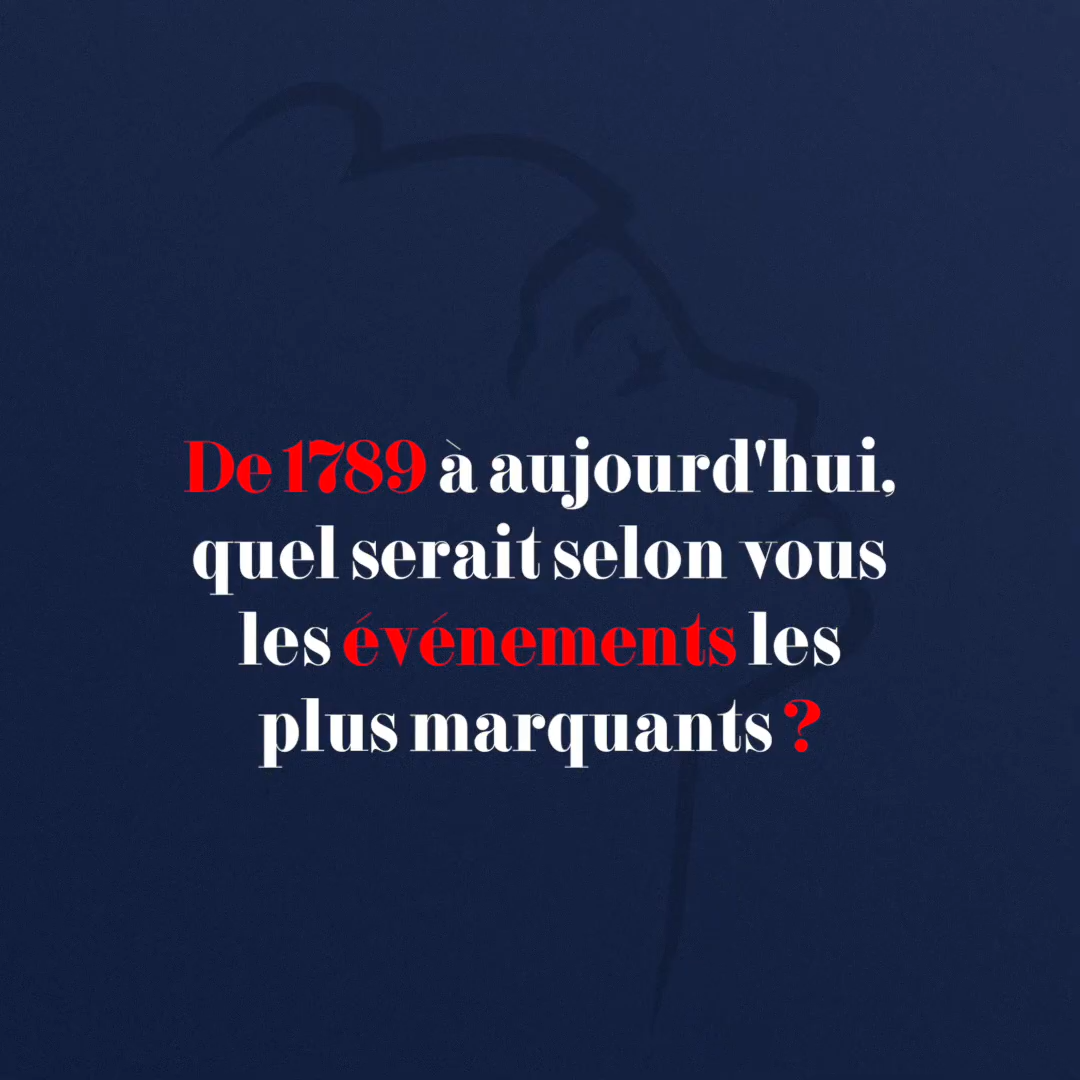 De 1789 à aujourd'hui,
quel serait selon vous
les événements les
plus marquants ?